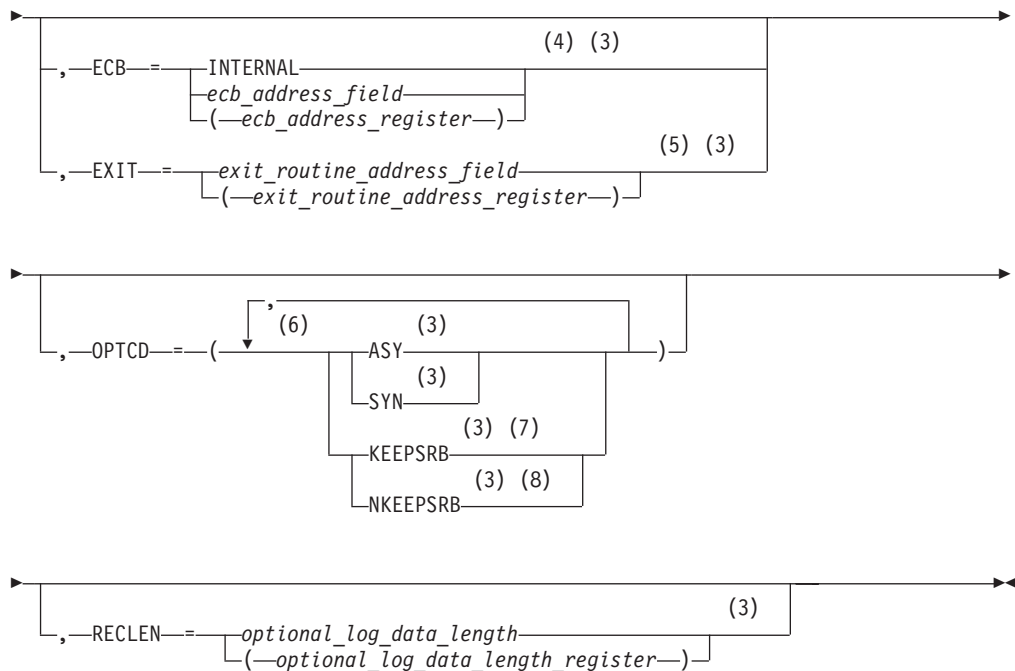 (4) (3)
, ECB = INTERNAL
ecb_address_field
( ecb_address_register )
(5) (3)
, EXIT = exit_routine_address_field
( exit_routine_address_register )
,
(6) (3)
, OPTCD = ( ASY )
(3)
SYN
(3) (7)
KEEPSRB
(3) (8)
NKEEPSRB
(3)
, RECLEN = optional_log_data_length
( optional_log_data_length_register )